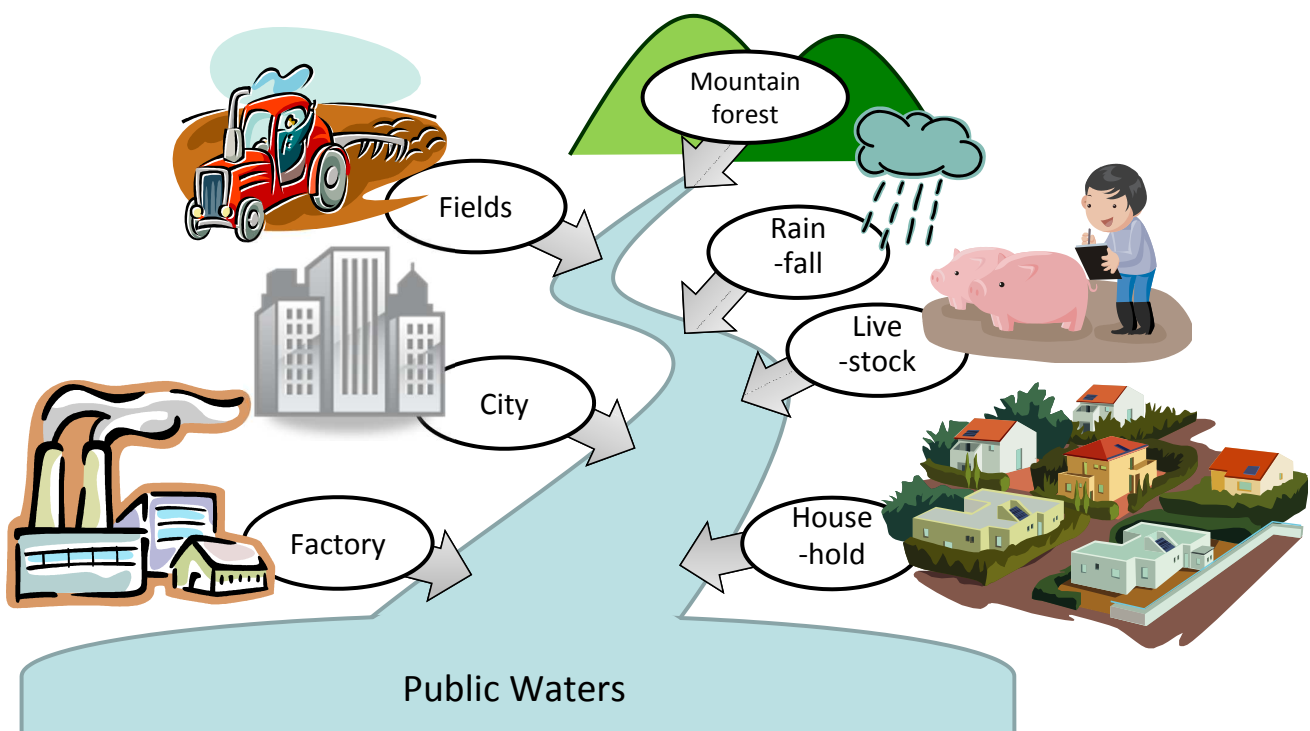 Mountain
forest
Fields
Rain
-fall
Live
-stock
City
House
-hold
Factory
Public Waters